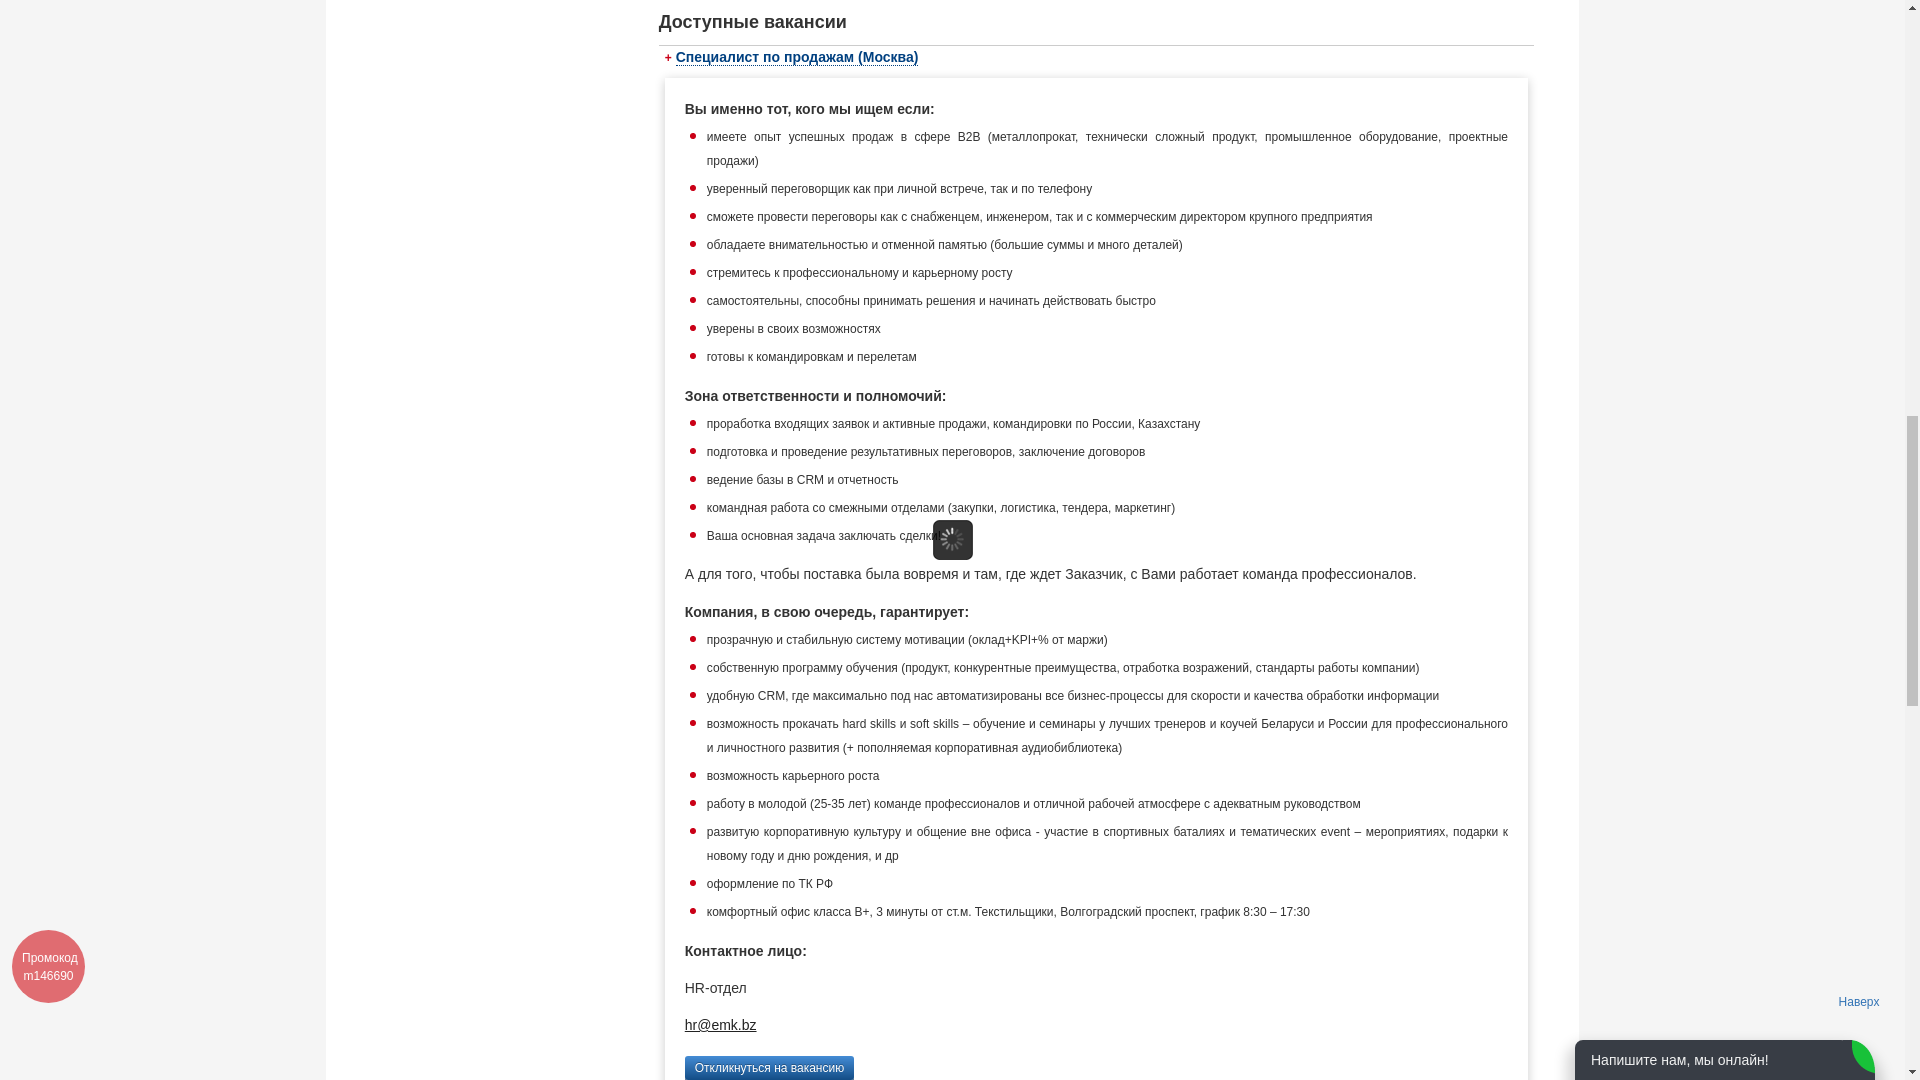 Доступные вакансии
+ Специалист по продажам (Москва)
Вы именно тот, кого мы ищем если:
имеете опыт успешных продаж в сфере B2B (металлопрокат, технически сложный продукт, промышленное оборудование, проектные
продажи)
уверенный переговорщик как при личной встрече, так и по телефону
сможете провести переговоры как с снабженцем, инженером, так и с коммерческим директором крупного предприятия
обладаете внимательностью и отменной памятью (большие суммы и много деталей)
стремитесь к профессиональному и карьерному росту
самостоятельны, способны принимать решения и начинать действовать быстро
уверены в своих возможностях
готовы к командировкам и перелетам
Зона ответственности и полномочий:
проработка входящих заявок и активные продажи, командировки по России, Казахстану
подготовка и проведение результативных переговоров, заключение договоров
ведение базы в CRM и отчетность
командная работа со смежными отделами (закупки, логистика, тендера, маркетинг)
Ваша основная задача заключать сделки
А для того, чтобы поставка была вовремя и там, где ждет Заказчик, с Вами работает команда профессионалов.
Компания, в свою очередь, гарантирует:
прозрачную и стабильную систему мотивации (оклад+KPI+% от маржи)
собственную программу обучения (продукт, конкурентные преимущества, отработка возражений, стандарты работы компании)
удобную CRM, где максимально под нас автоматизированы все бизнес-процессы для скорости и качества обработки информации
возможность прокачать hard skills и soft skills – обучение и семинары у лучших тренеров и коучей Беларуси и России для профессионального
и личностного развития (+ пополняемая корпоративная аудиобиблиотека)
возможность карьерного роста
работу в молодой (25-35 лет) команде профессионалов и отличной рабочей атмосфере с адекватным руководством
развитую корпоративную культуру и общение вне офиса - участие в спортивных баталиях и тематических event – мероприятиях, подарки к
новому году и дню рождения, и др
оформление по ТК РФ
комфортный офис класса В+, 3 минуты от ст.м. Текстильщики, Волгоградский проспект, график 8:30 – 17:30
Контактное лицо:
HR-отдел
hr@emk.bz
Откликнуться на вакансию
Промокод
m146690
Наверх
Напишите нам, мы онлайн!